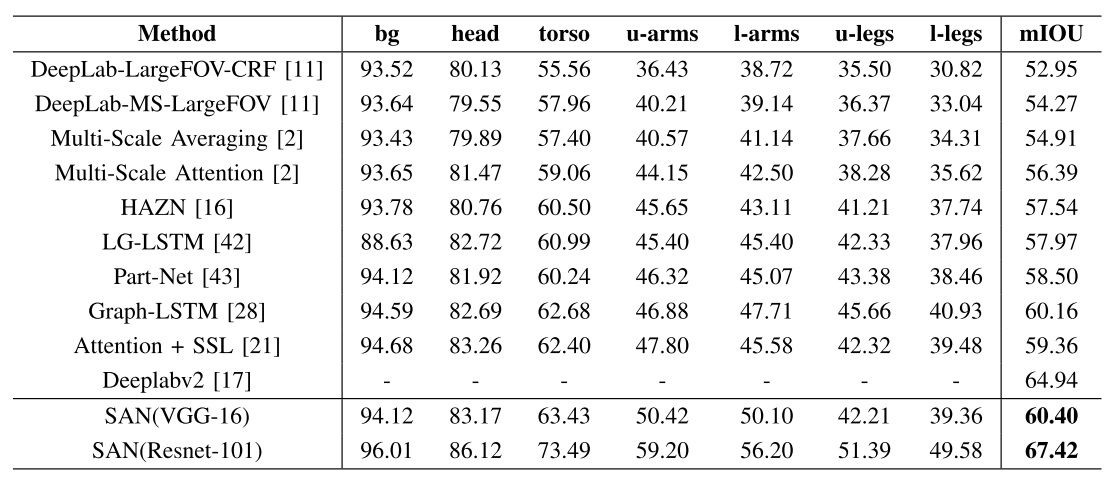 Method bg head torso u-arms l-arms u-legs l-legs mIOU
DeepLab-LargeFOV-CRF [11] 93.52 80.13 55.56 36.43 38.72 35.50 30.82 52.95
DeepLab-MS-LargeFOV [11] 93.64 79.55 57.96 40.21 39.14 36.37 33.04 54.27
Multi-Scale Averaging [2] 93.43 79.89 57.40 40.57 41.14 37.66 34.31 54.91
Multi-Scale Attention [2] 93.65 81.47 59.06 44.15 42.50 38.28 35.62 56.39
HAZN [16] 93.78 80.76 60.50 45.65 43.11 41.21 37.74 57.54
LG-LSTM [42] 88.63 82.72 60.99 45.40 45.40 42.33 37.96 57.97
Part-Net [43] 94.12 81.92 60.24 46.32 45.07 43.38 38.46 58.50
Graph-LSTM [28] 94.59 82.69 62.68 46.88 47.71 45.66 40.93 60.16
Attention + SSL [21] 94.68 83.26 62.40 47.80 45.58 42.32 39.48 59.36
Deeplabv2 [17] - - - - - - - 64.94
SAN(VGG-16) 94.12 83.17 63.43 50.42 50.10 42.21 39.36 60.40
SAN(Resnet-101) 96.01 86.12 73.49 59.20 56.20 51.39 49.58 67.42